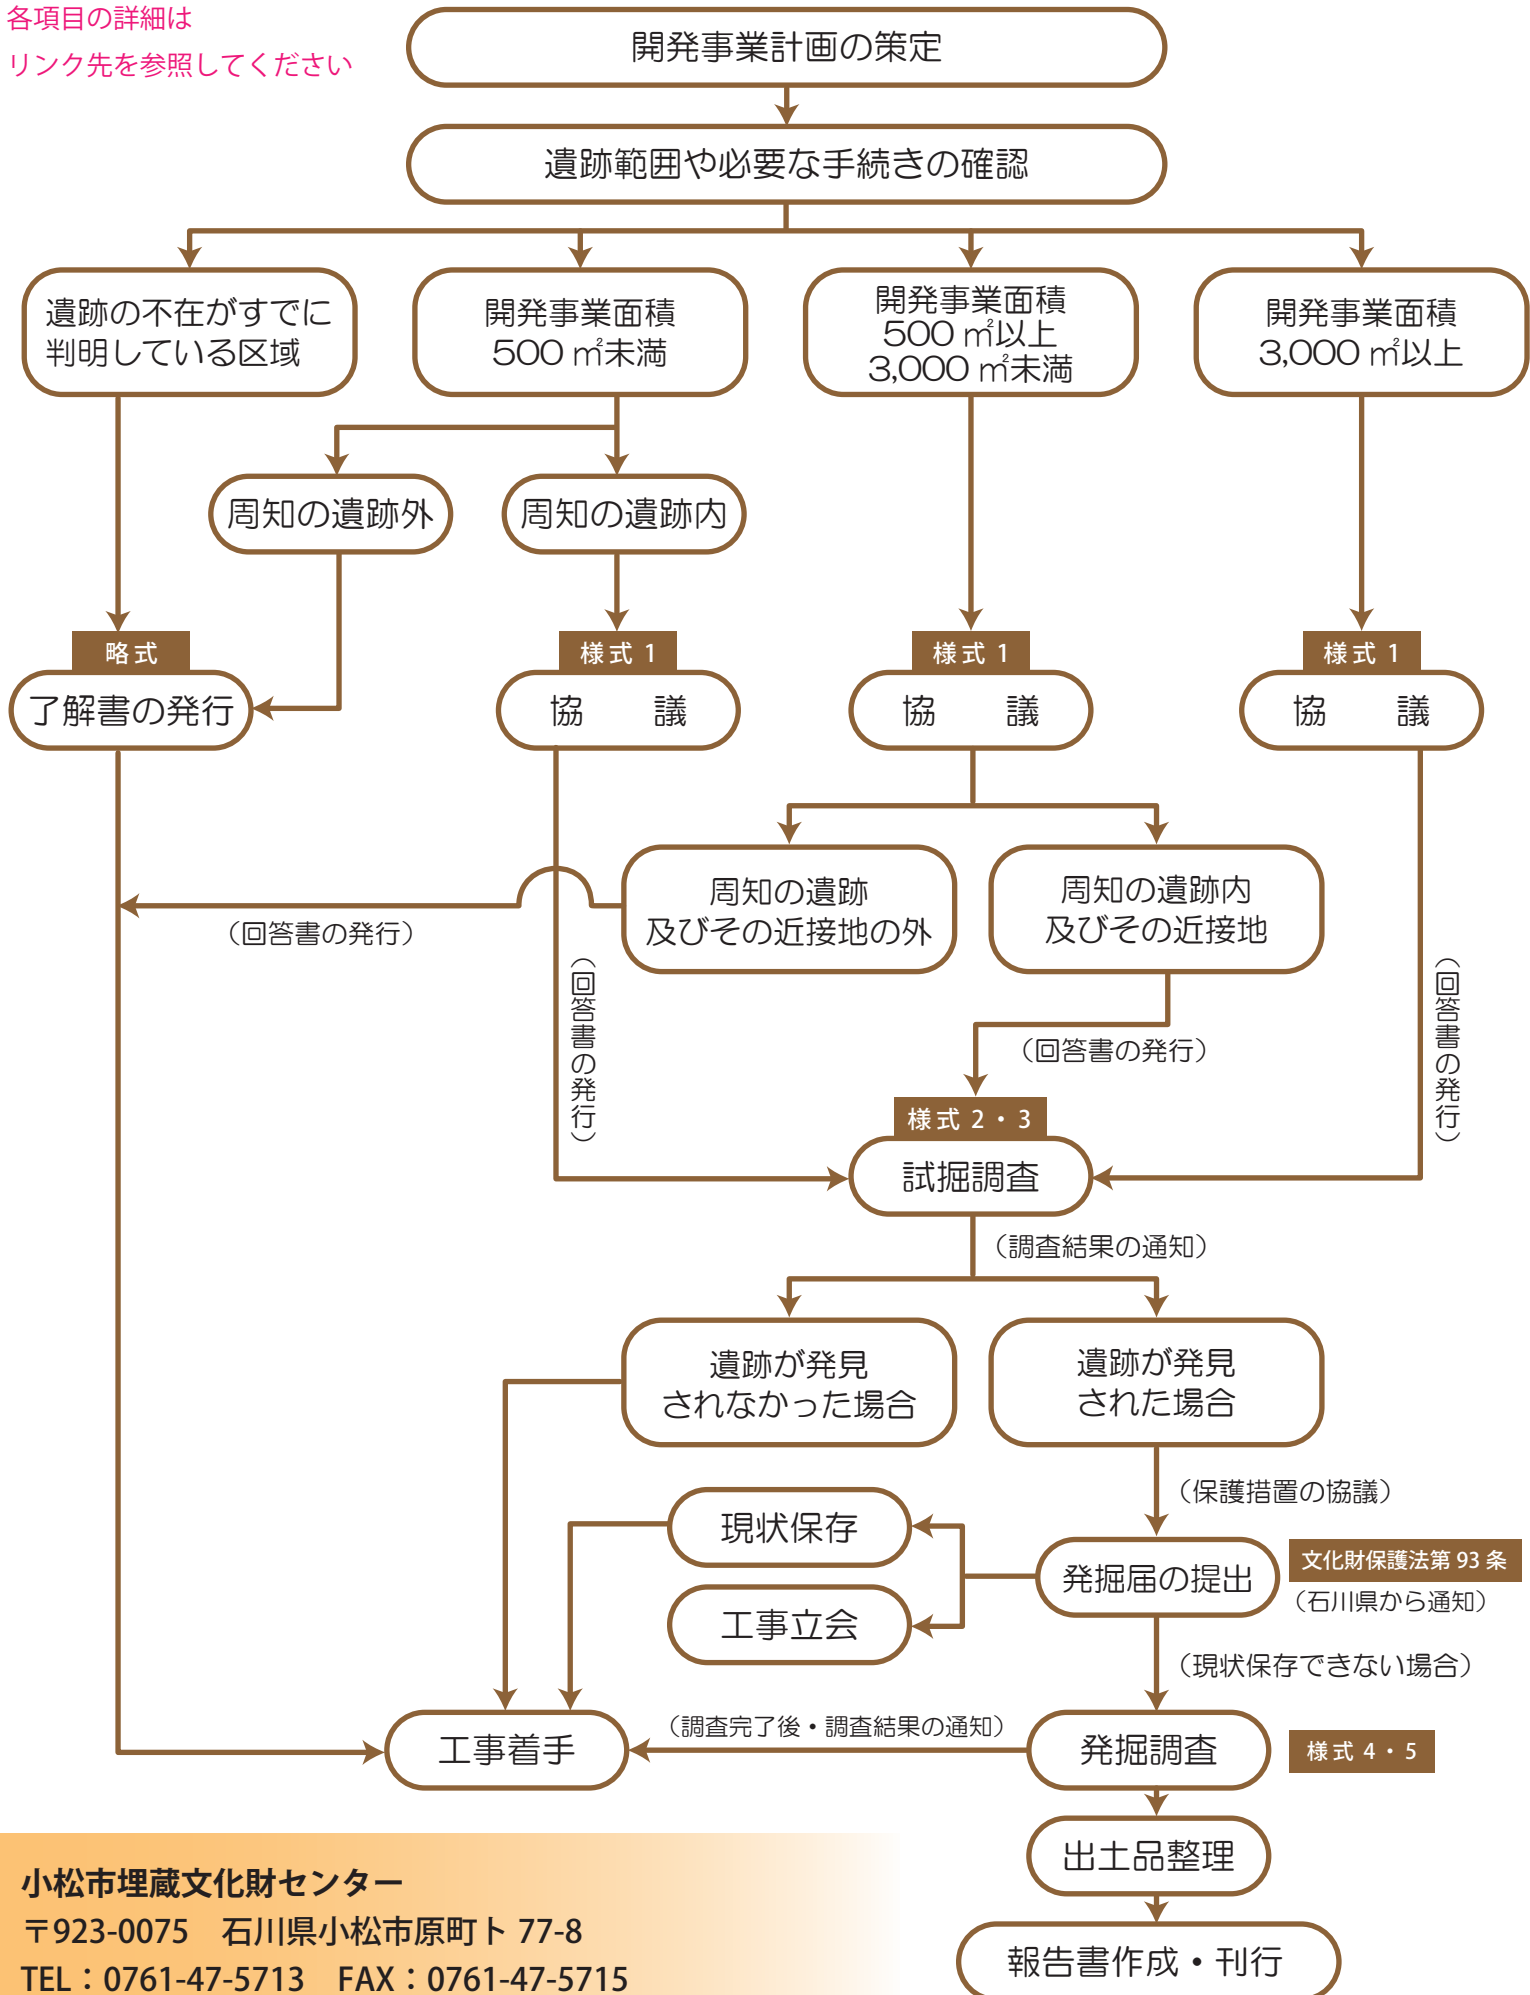 各項目の詳細は
リンク先を参照してください
開発事業計画の策定
遺跡範囲や必要な手続きの確認
遺跡の不在がすでに
判明している区域
開発事業面積
500 ㎡未満
開発事業面積
500 ㎡以上
3,000 ㎡未満
開発事業面積
3,000 ㎡以上
周知の遺跡外
周知の遺跡内
略式
了解書の発行
様式 1
協　議
様式 1
協　議
様式 1
協　議
周知の遺跡
及びその近接地の外
周知の遺跡内
及びその近接地
（回答書の発行）
（回答書の発行）
（回答書の発行）
（回答書の発行）
様式 2・3
試掘調査
（調査結果の通知）
遺跡が発見
されなかった場合
遺跡が発見
された場合
（保護措置の協議）
現状保存
工事立会
発掘届の提出
文化財保護法第 93 条
（石川県から通知）
（現状保存できない場合）
工事着手
（調査完了後・調査結果の通知）
発掘調査
様式 4・5
出土品整理
報告書作成・刊行
小松市埋蔵文化財センター
〒923-0075　石川県小松市原町ト 77-8
TEL：0761-47-5713　FAX：0761-47-5715